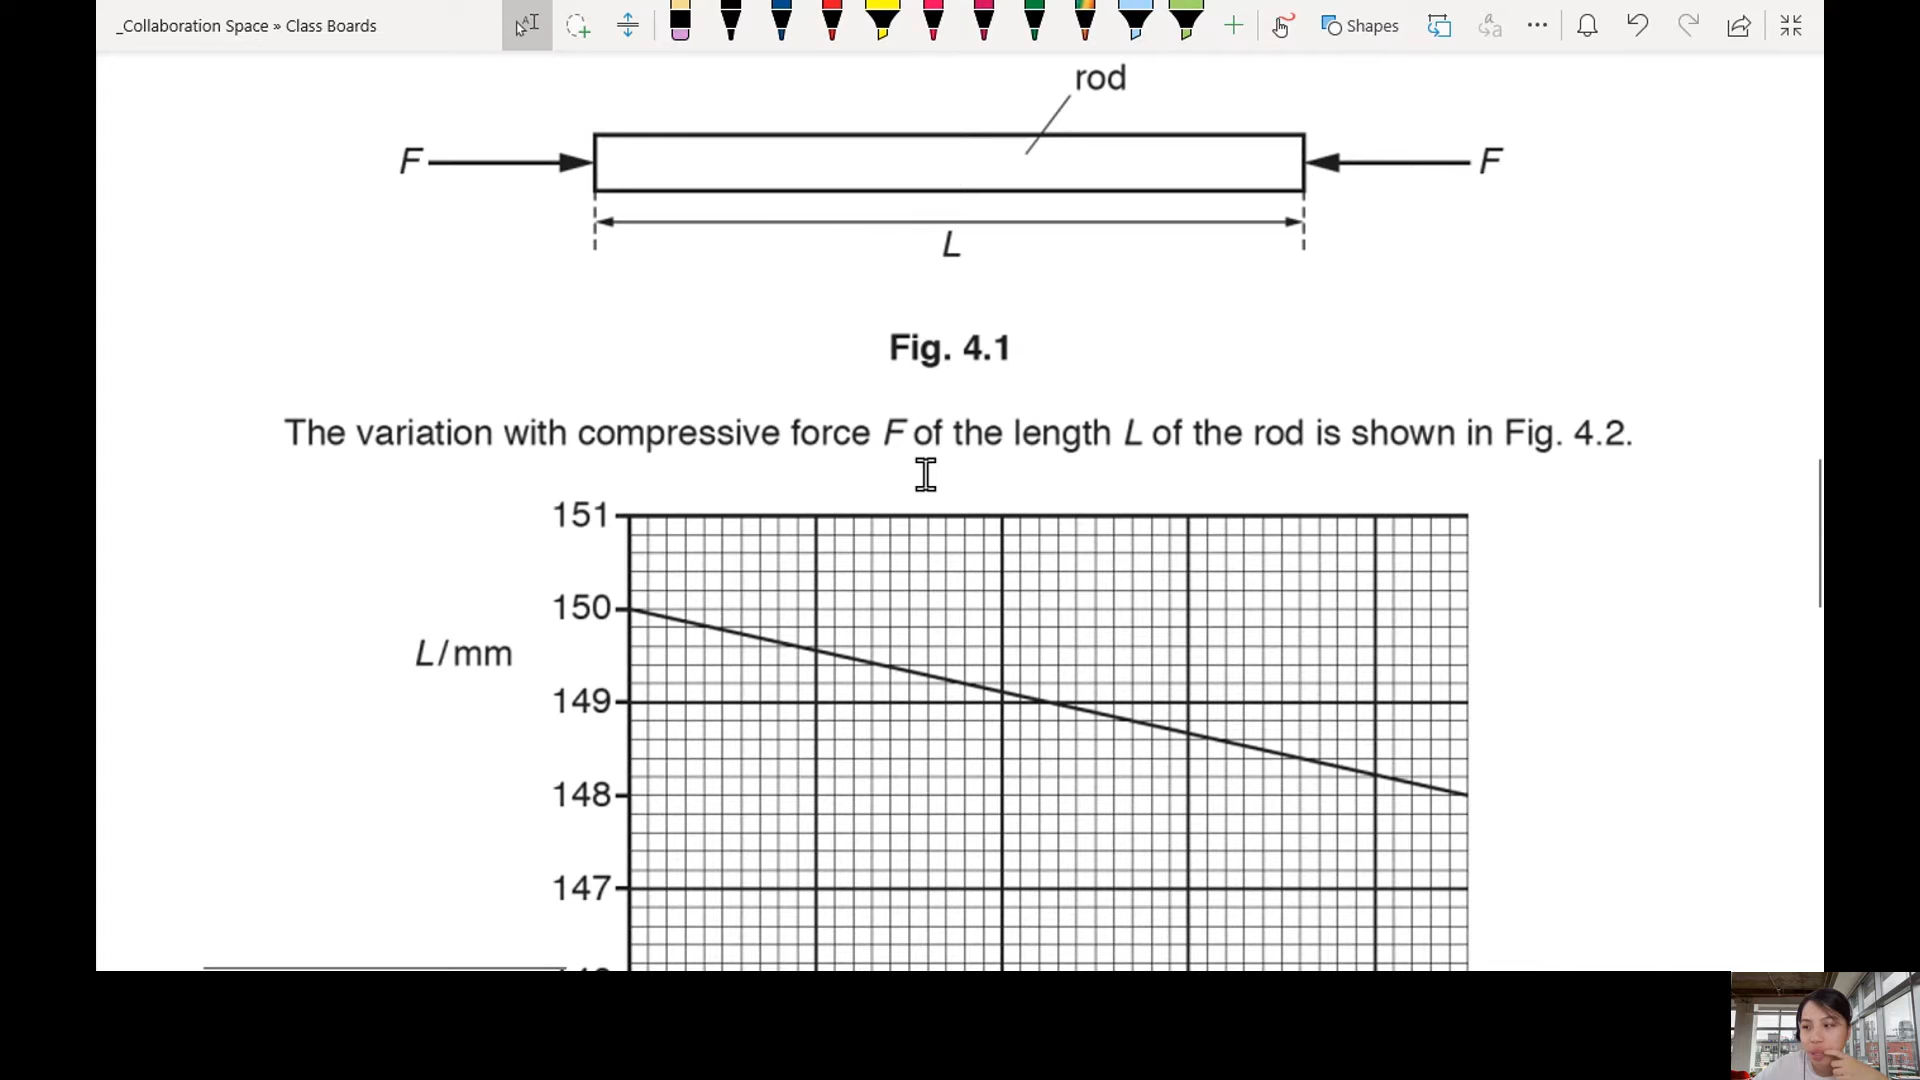 _Collaboration Space » Class Boards
Shapes
rod
F
F
L
Fig. 4.1
The variation with compressive force F of the length L of the rod is shown in Fig. 4.2.
151
150
L/mm
149
148
147